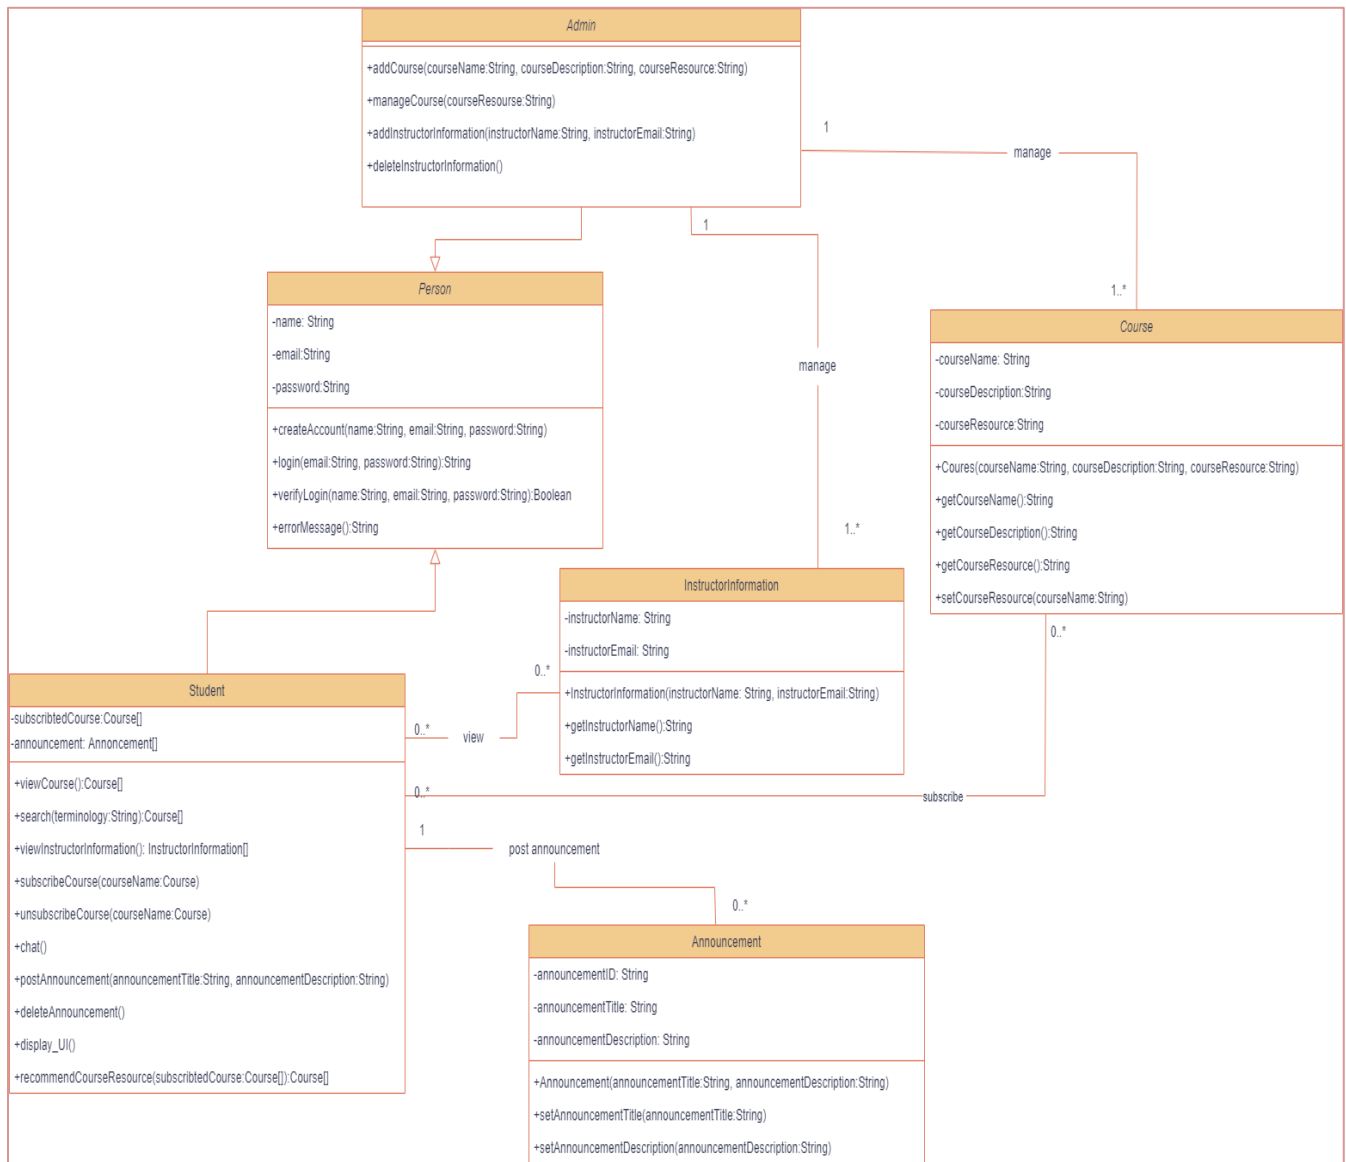 Admin
+addCourse(courseName:String, courseDescription:String, courseResource:String)
+manageCourse(courseResourse:String)
+addInstructorInformation(instructorName:String, instructorEmail:String)
+deleteInstructorInformation()
1
manage
1..*
1
manage
1..*
Person
-name: String
-email:String
-password:String
+createAccount(name:String, email:String, password:String)
+login(email:String, password:String):String
+verifyLogin(name:String, email:String, password:String):Boolean
+errorMessage():String
Course
-courseName: String
-courseDescription:String
-courseResource:String
+Coures(courseName:String, courseDescription:String, courseResource:String)
+getCourseName():String
+getCourseDescription():String
+getCourseResource():String
+setCourseResource(courseName:String)
0..*
InstructorInformation
-instructorName: String
-instructorEmail: String
+InstructorInformation(instructorName: String, instructorEmail:String)
+getInstructorName():String
+getInstructorEmail():String
0..*
view
0..*
Student
-subscribtedCourse:Course[]
-announcement: Annoncement[]
+viewCourse():Course[]
+search(terminology:String):Course[]
+viewInstructorInformation(): InstructorInformation[]
+subscribeCourse(courseName:Course)
+unsubscribeCourse(courseName:Course)
+chat()
+postAnnouncement(announcementTitle:String, announcementDescription:String)
+deleteAnnouncement()
+display_UI()
+recommendCourseResource(subscribtedCourse:Course[]):Course[]
0..*
subscribe
1
post announcement
0..*
Announcement
-announcementID: String
-announcementTitle: String
-announcementDescription: String
+Announcement(announcementTitle:String, announcementDescription:String)
+setAnnouncementTitle(announcementTitle:String)
+setAnnouncementDescription(announcementDescription:String)